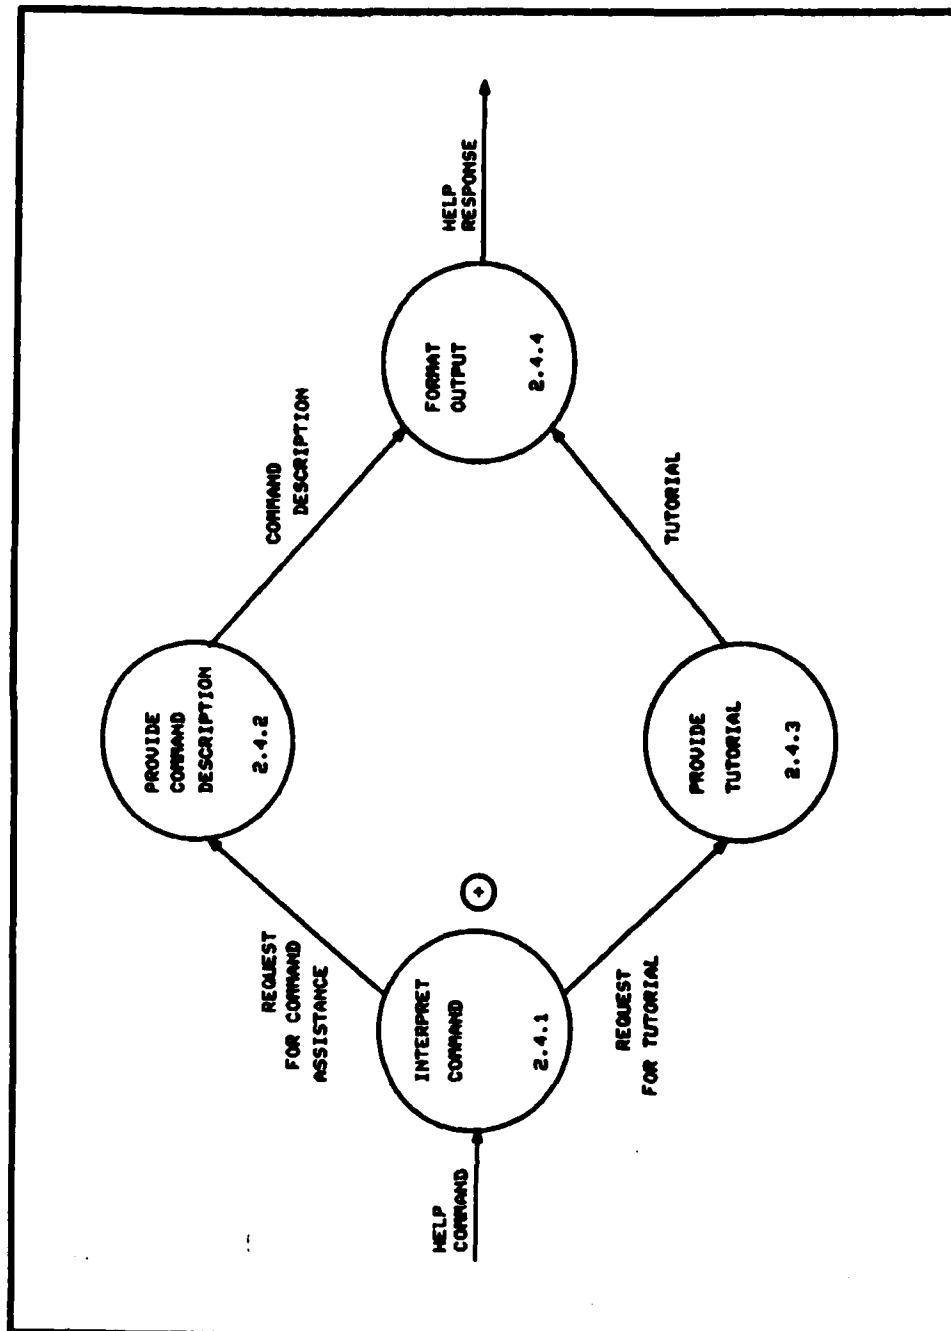 HELP
COMMAND
INTERPRET
COMMAND
2.4.1
+
REQUEST
FOR COMMAND
ASSISTANCE
REQUEST
FOR TUTORIAL
PROVIDE
COMMAND
DESCRIPTION
2.4.2
PROVIDE
TUTORIAL
2.4.3
COMMAND
DESCRIPTION
TUTORIAL
FORMAT
OUTPUT
2.4.4
HELP
RESPONSE